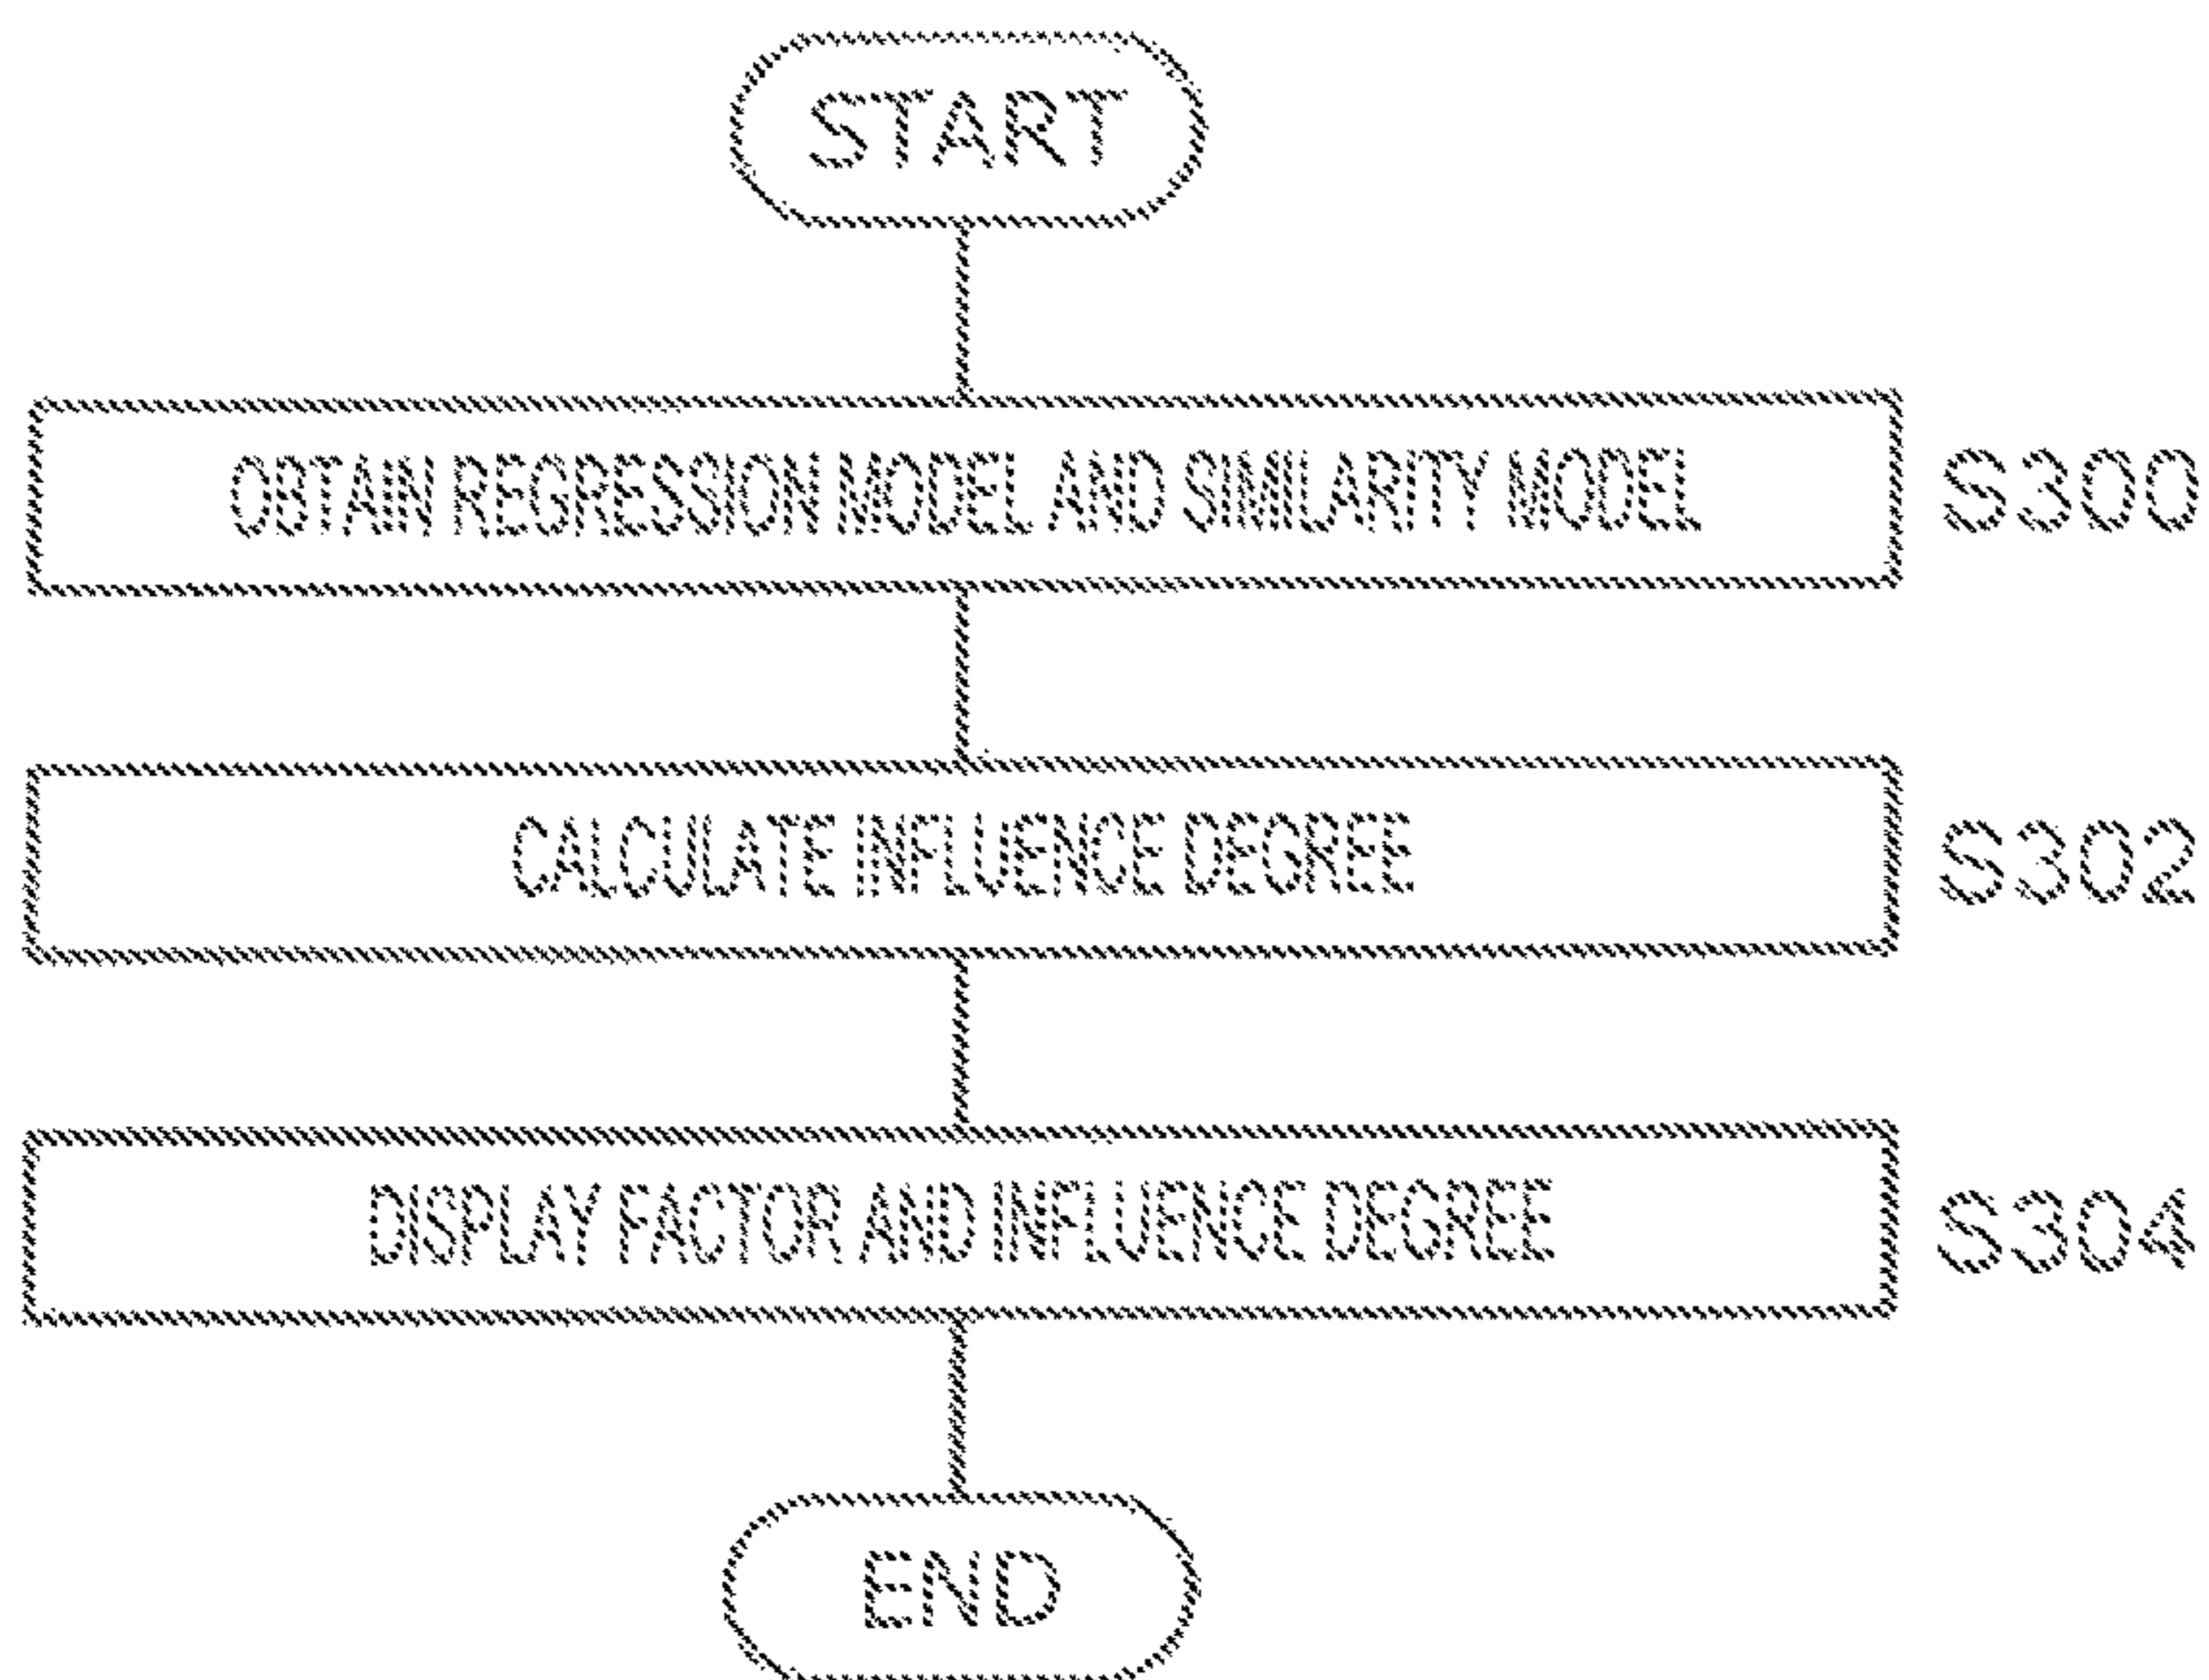 START
OBTAIN REGRESSION MODEL AND SIMILARITY MODEL S300
CALCULATE INFLUENCE DEGREE S302
DISPLAY FACTOR AND INFLUENCE DEGREE S304
END